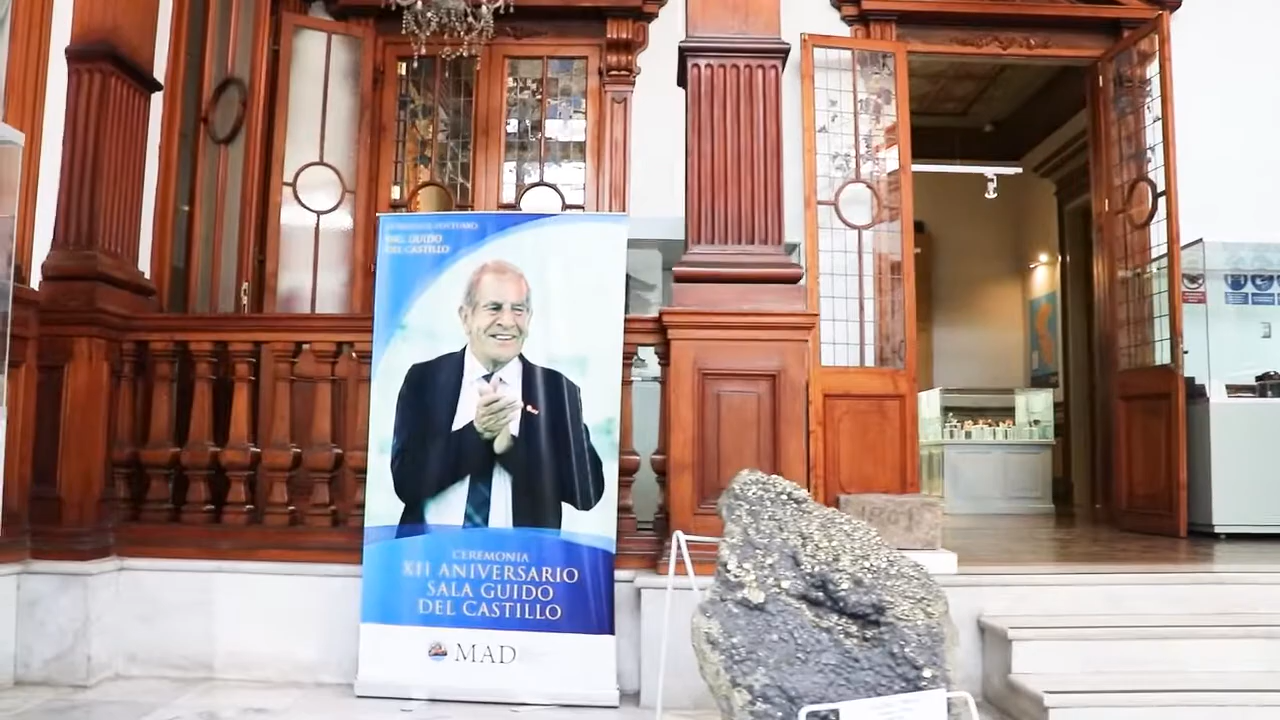 ING. GUIDO
DEL CASTILLO
CEREMONIA
XII ANIVERSARIO
SALA GUIDO
DEL CASTILLO
MAD